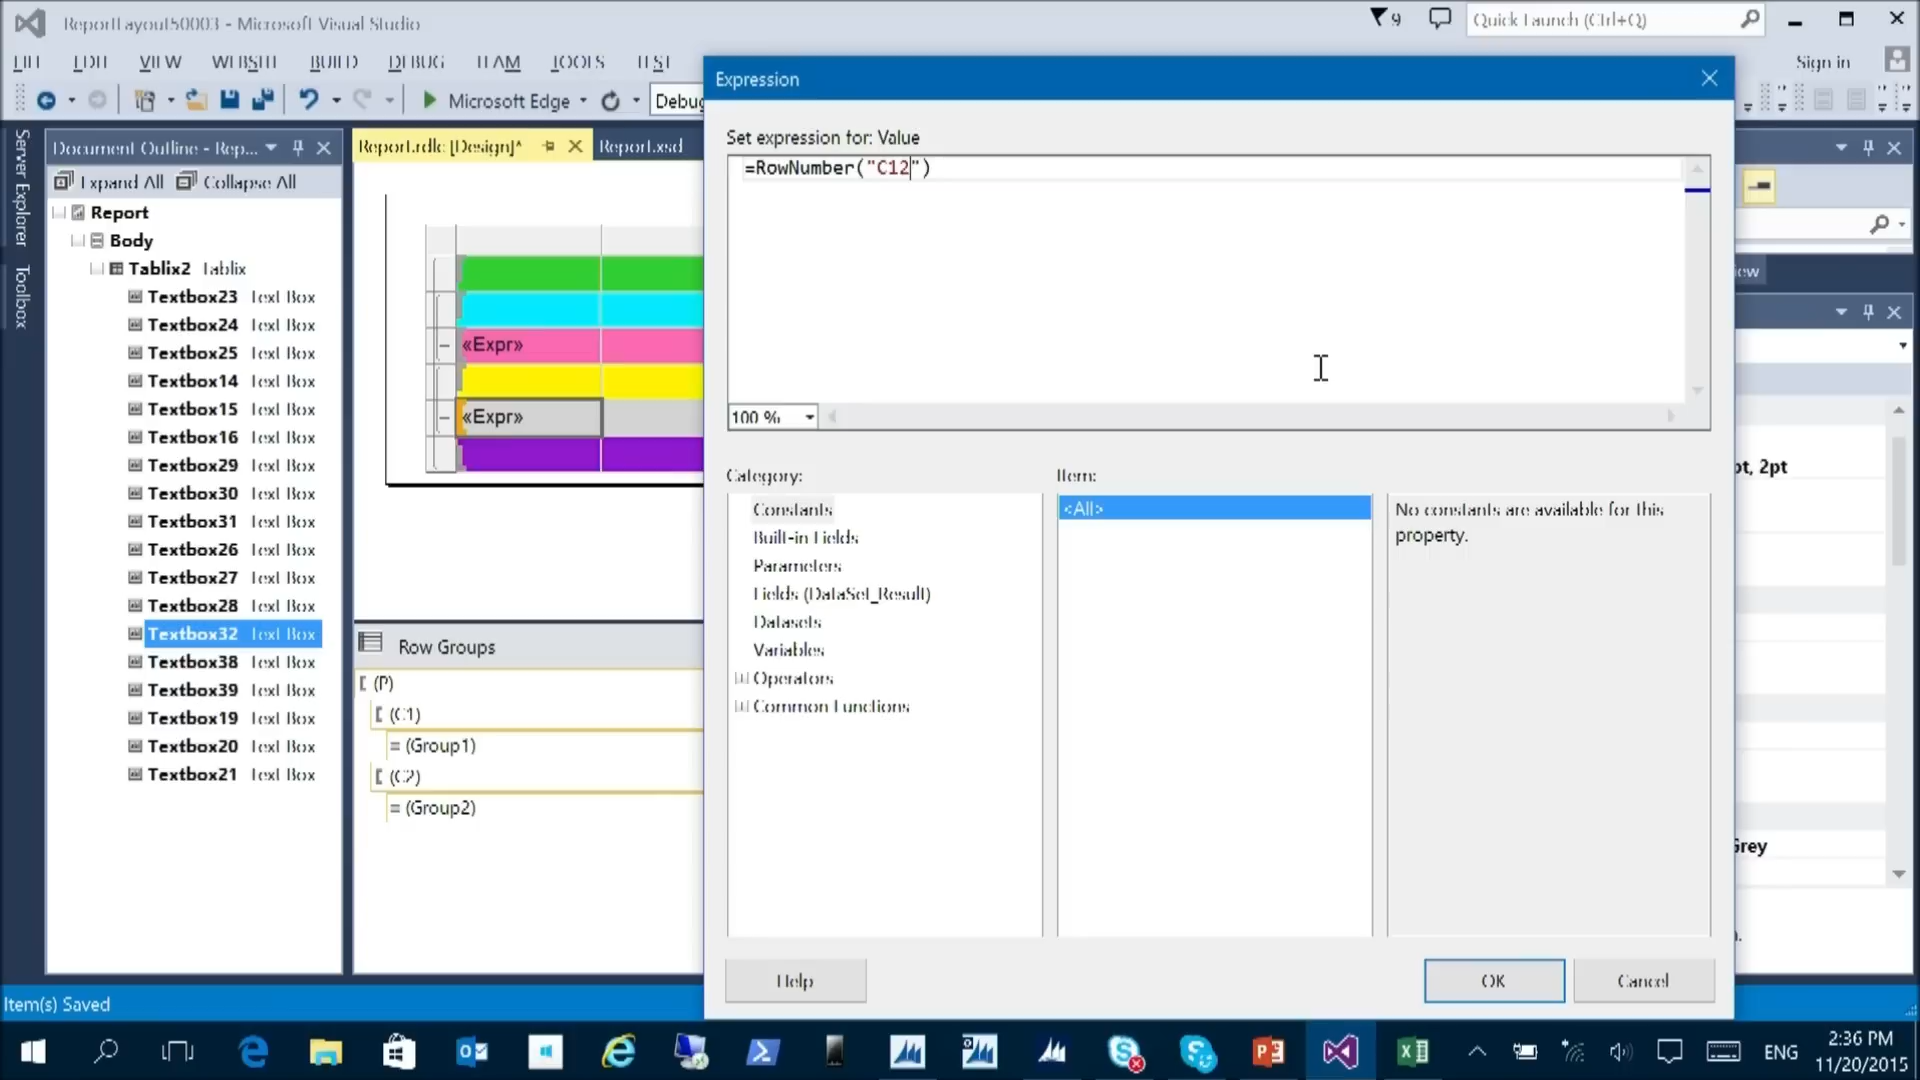 ReportLayout50003 - Microsoft Visual Studio
9
Quick Launch (Ctrl+Q)
EDIT VIEW WEBSITE BUILD DEBUG TEAM TOOLS TEST
Sign in
Microsoft Edge
Debug
Expression
Server Explorer
Toolbox
Document Outline - Rep...
Expand All Collapse All
Report
Body
Tablix2 Tablix
Textbox23 Text Box
Textbox24 Text Box
Textbox25 Text Box
Textbox14 Text Box
Textbox15 Text Box
Textbox16 Text Box
Textbox29 Text Box
Textbox30 Text Box
Textbox31 Text Box
Textbox26 Text Box
Textbox27 Text Box
Textbox28 Text Box
Textbox32 Text Box
Textbox38 Text Box
Textbox39 Text Box
Textbox19 Text Box
Textbox20 Text Box
Textbox21 Text Box
Report.rdlc [Design]*
Report.xsd
«Expr»
«Expr»
Row Groups
(P)
(C1)
= (Group1)
(C2)
= (Group2)
Set expression for: Value
=RowNumber("C12")
100 %
Category:
Constants
Built-in Fields
Parameters
Fields (DataSet_Result)
Datasets
Variables
Operators
Common Functions
Item:
<All>
No constants are available for this
property.
Help
OK
Cancel
pt, 2pt
Grey
Item(s) Saved
ENG
2:36 PM
11/20/2015